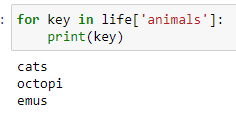 : for key in life['animals']:
    print(key)
cats
octopi
emus